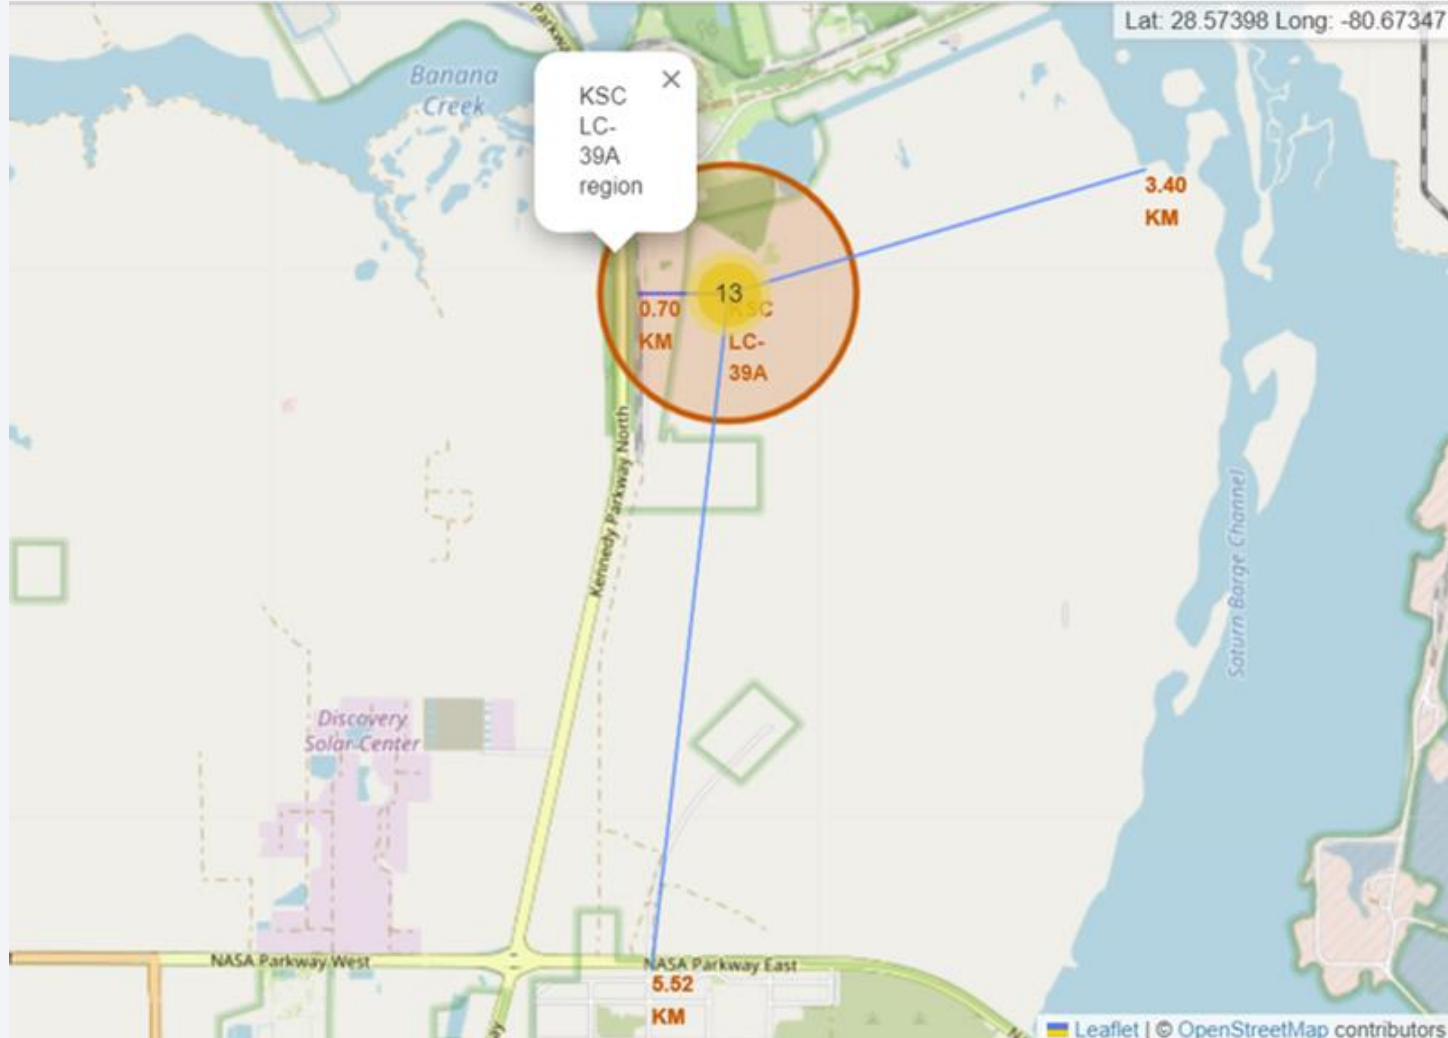 Lat: 28.57398 Long: -80.67347
Banana
Creek
KSC
LC-
39A
region
3.40
KM
13
0.70
KM
KSC
LC-
39A
Kennedy Parkway North
Saturn Barge Channel
Discovery
Solar Center
NASA Parkway West
NASA Parkway East
5.52
KM
Leaflet | © OpenStreetMap contributors